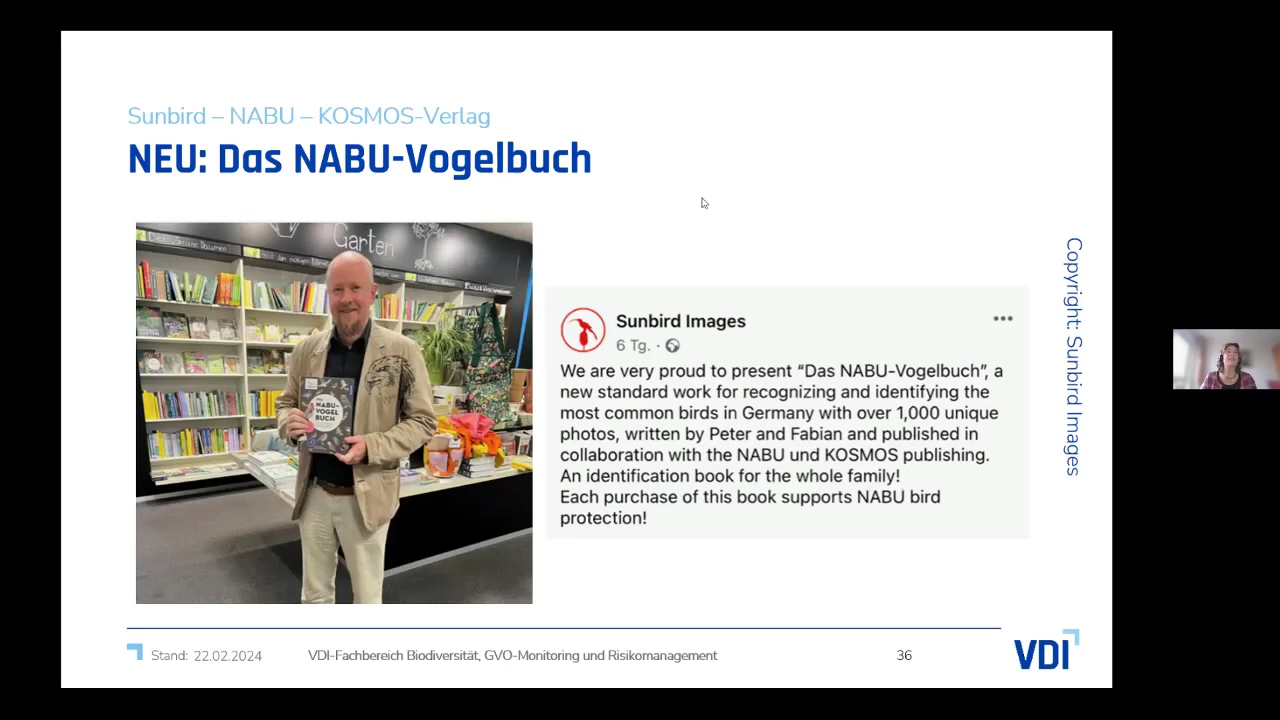 Sunbird – NABU – KOSMOS-Verlag
NEU: Das NABU-Vogelbuch
Garten
NABU-
VOGEL
BUCH
Sunbird Images
6 Tg. ·
We are very proud to present “Das NABU-Vogelbuch”, a
new standard work for recognizing and identifying the
most common birds in Germany with over 1,000 unique
photos, written by Peter and Fabian and published in
collaboration with the NABU und KOSMOS publishing.
An identification book for the whole family!
Each purchase of this book supports NABU bird
protection!
Copyright: Sunbird Images
Stand: 22.02.2024
VDI-Fachbereich Biodiversität, GVO-Monitoring und Risikomanagement
36
VDI